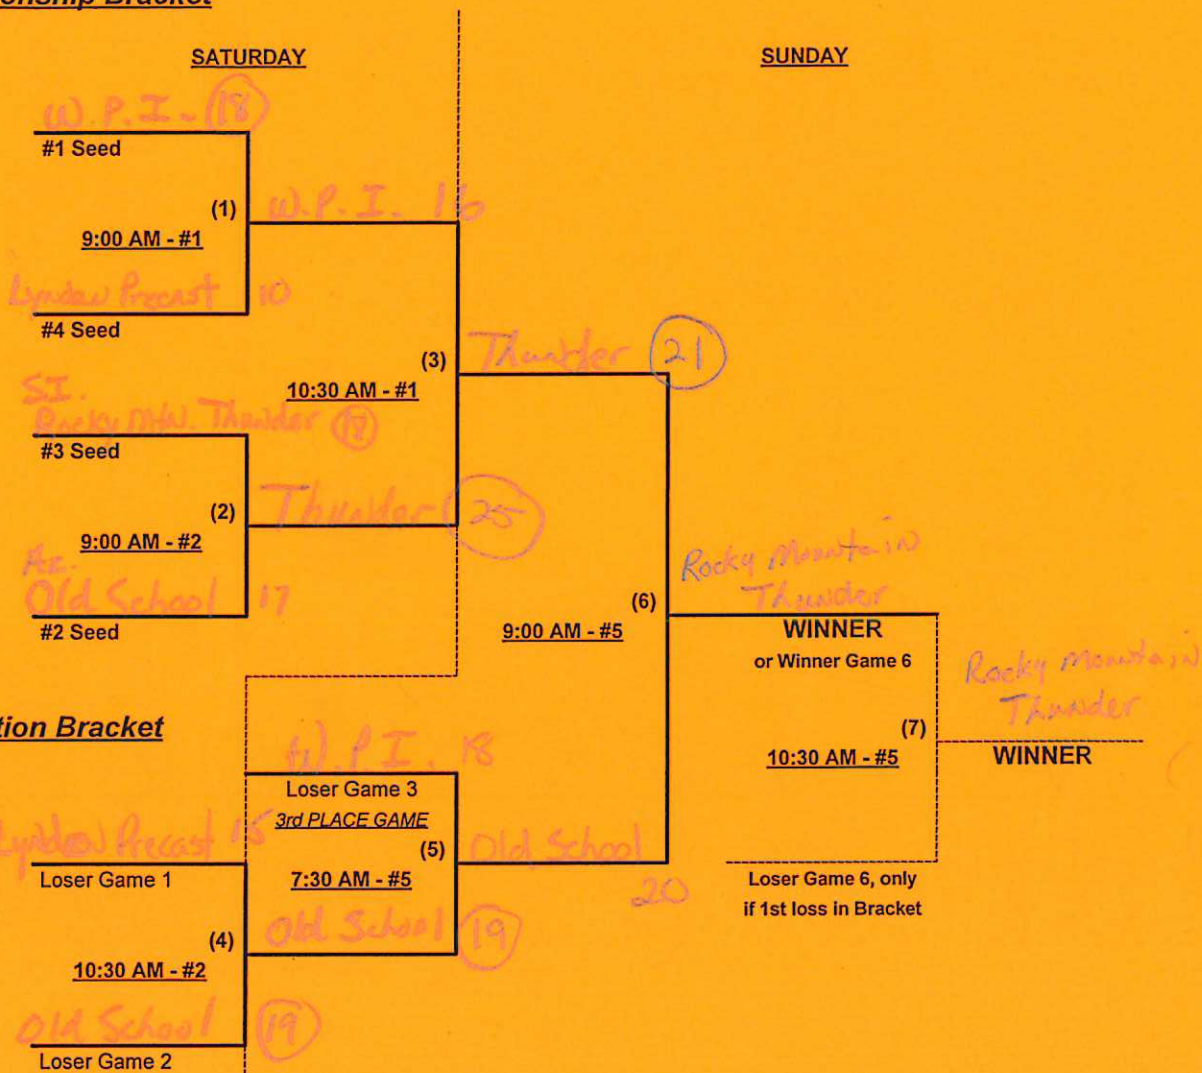 onship Bracket
SATURDAY
SUNDAY
W.P.I. - 18
#1 Seed
(1)
W.P.I. 16
9:00 AM - #1
Lynden Precast 10
#4 Seed
(3)
Thunder 21
10:30 AM - #1
S.I.
Rocky Mtn. Thunder 18
#3 Seed
(2)
Thunder 25
9:00 AM - #2
Az.
Old School 17
#2 Seed
(6)
9:00 AM - #5
Rocky Mountain
Thunder
WINNER
or Winner Game 6
Rocky Mountain
Thunder
(7)
10:30 AM - #5
WINNER
tion Bracket
W.P.I. 18
Loser Game 3
3rd PLACE GAME
Lynden Precast 15
Loser Game 1
(5)
Old School
20
7:30 AM - #5
Loser Game 6, only
if 1st loss in Bracket
(4)
Old School 19
10:30 AM - #2
Old School 19
Loser Game 2